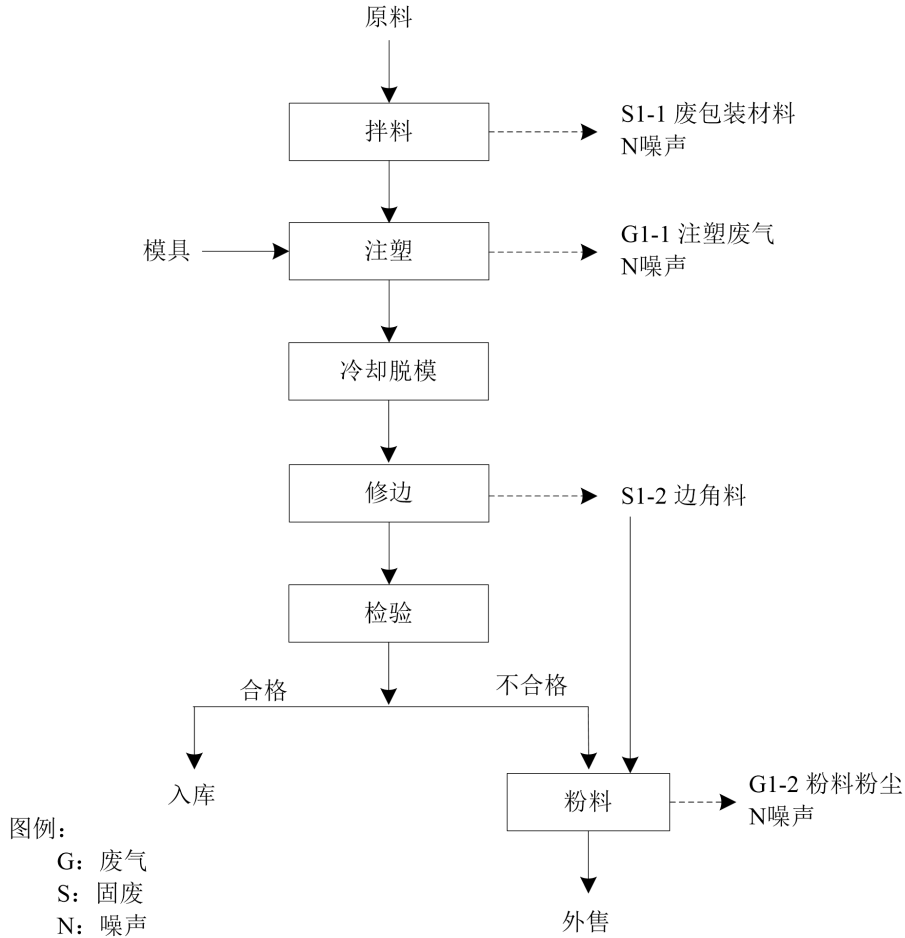 原料
拌料
S1-1 废包装材料
N噪声
模具
注塑
G1-1 注塑废气
N噪声
冷却脱模
修边
S1-2 边角料
检验
合格
不合格
入库
粉料
G1-2 粉料粉尘
N噪声
外售
图例：
G：废气
S：固废
N：噪声